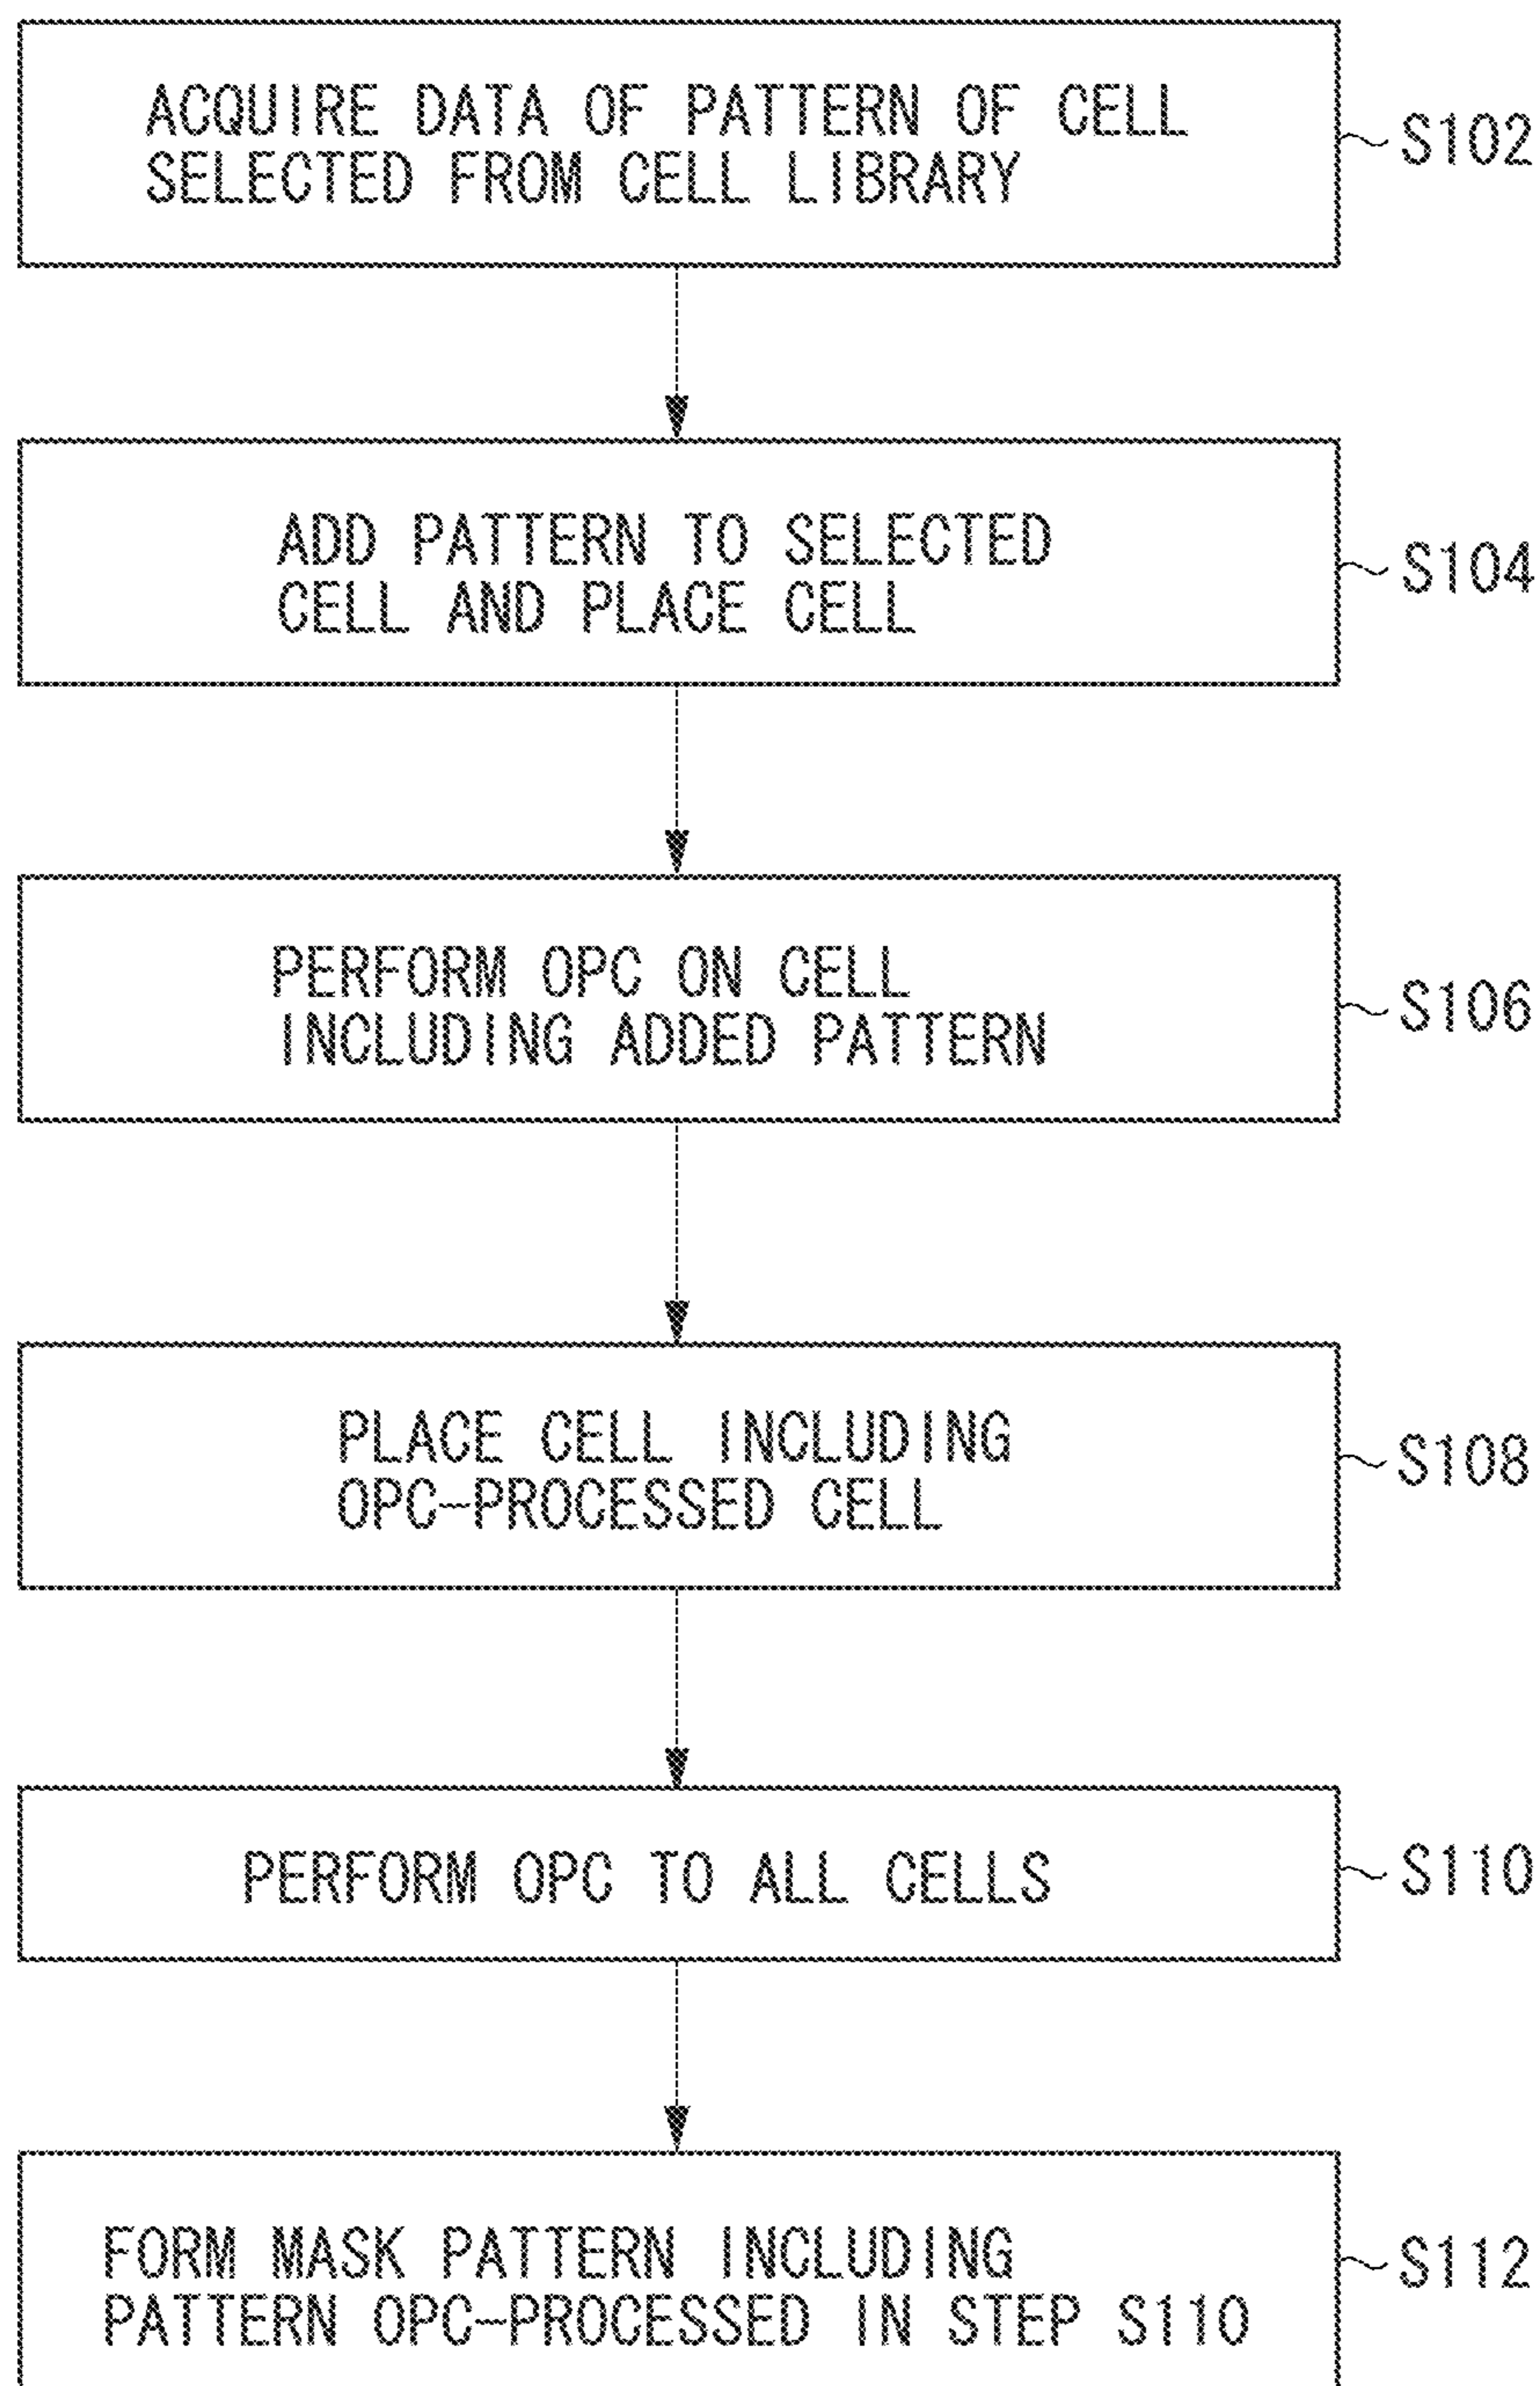 ACQUIRE DATA OF PATTERN OF CELL
SELECTED FROM CELL LIBRARY
S102
ADD PATTERN TO SELECTED
CELL AND PLACE CELL
S104
PERFORM OPC ON CELL
INCLUDING ADDED PATTERN
S106
PLACE CELL INCLUDING
OPC-PROCESSED CELL
S108
PERFORM OPC TO ALL CELLS
S110
FORM MASK PATTERN INCLUDING
PATTERN OPC-PROCESSED IN STEP S110
S112